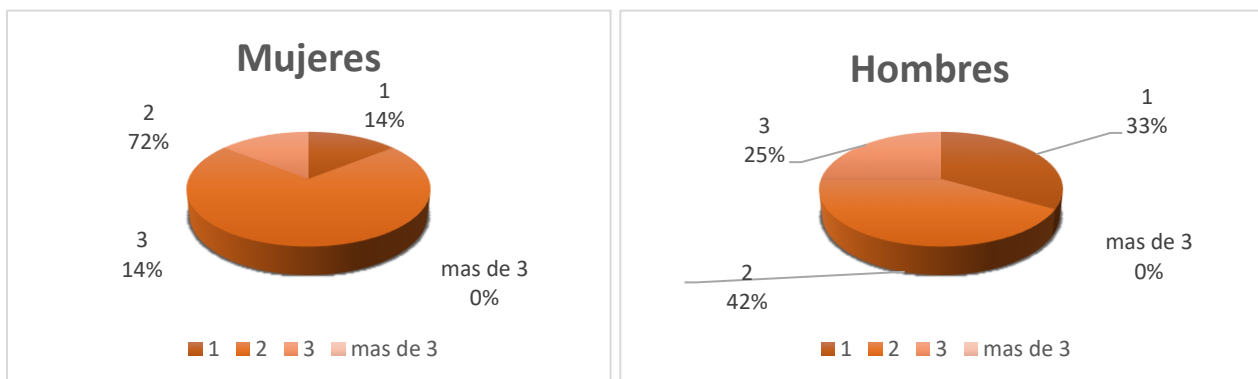 Mujeres
1
14%
2
72%
3
14%
mas de 3
0%
1 2 3 mas de 3
Hombres
1
33%
3
25%
mas de 3
0%
2
42%
1 2 3 mas de 3